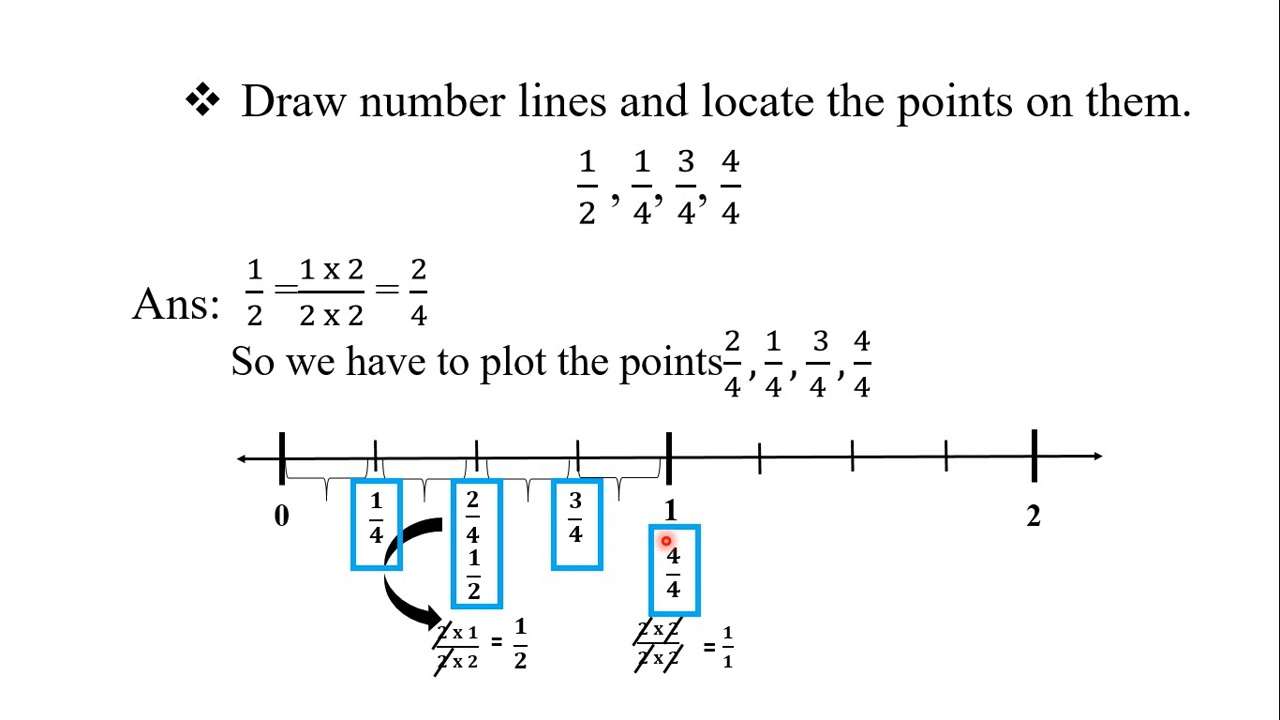 ❖ Draw number lines and locate the points on them.
1/2 , 1/4, 3/4, 4/4
Ans: 1/2 = 1 x 2/2 x 2 = 2/4
So we have to plot the points 2/4, 1/4, 3/4, 4/4
0 1/4 2/4 3/4 1 2
1/2 4/4
2 x 1/2 x 2 = 1/2 2 x 2/2 x 2 = 1/1